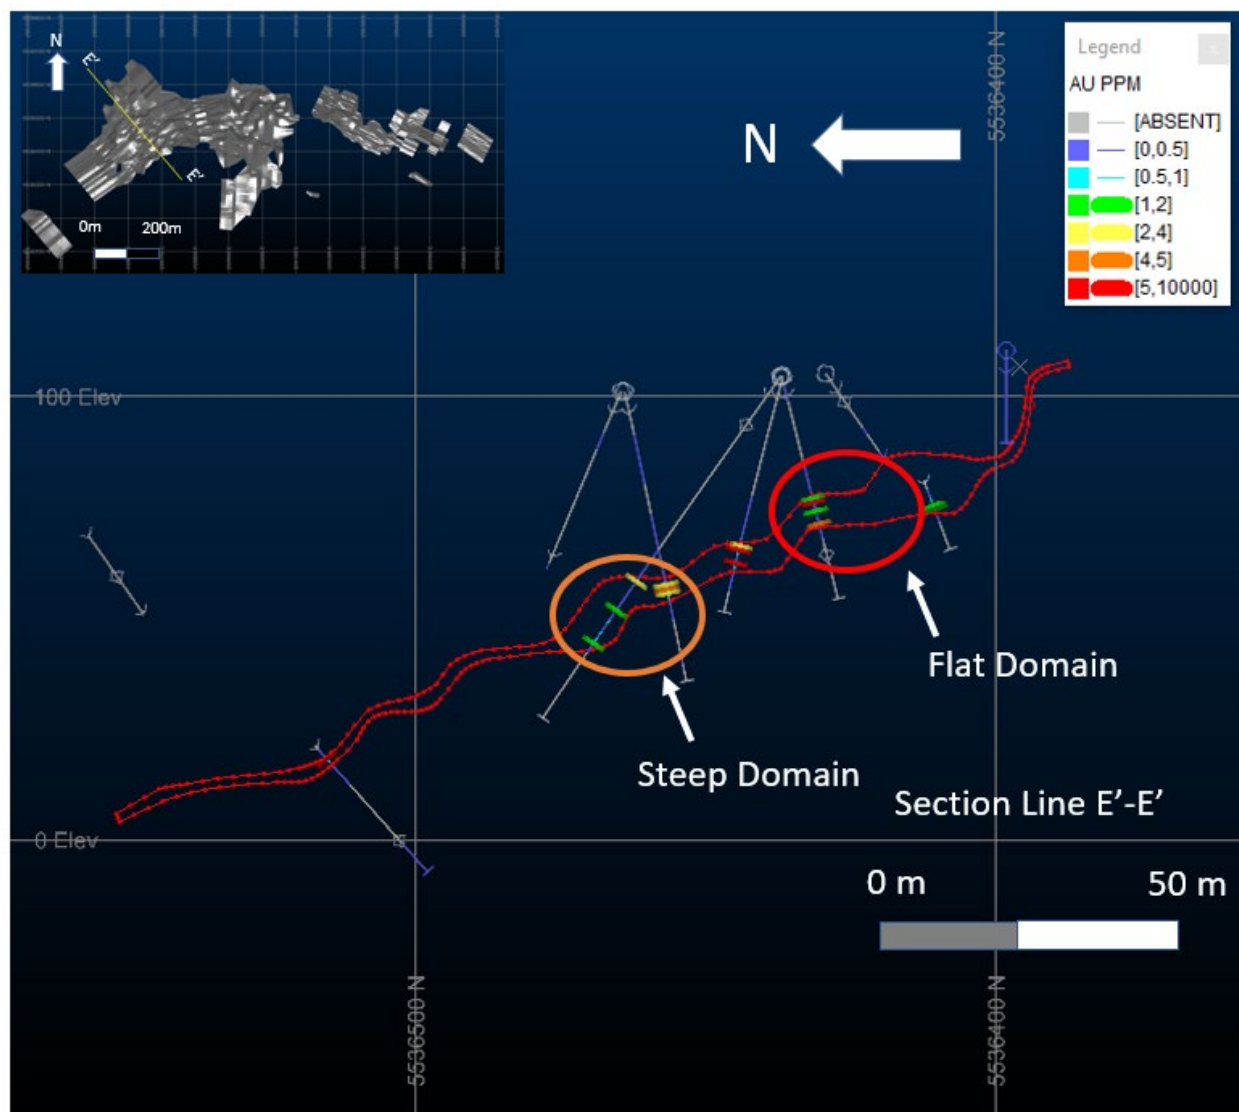 N
E'
E'
0m
200m
Legend
AU PPM
[ABSENT]
[0,0.5]
[0.5,1]
[1,2]
[2,4]
[4,5]
[5,10000]
5536400 N
N
100 Elev
Flat Domain
Steep Domain
Section Line E’-E’
0 Elev
0 m
50 m
5536500 N
5536400 N